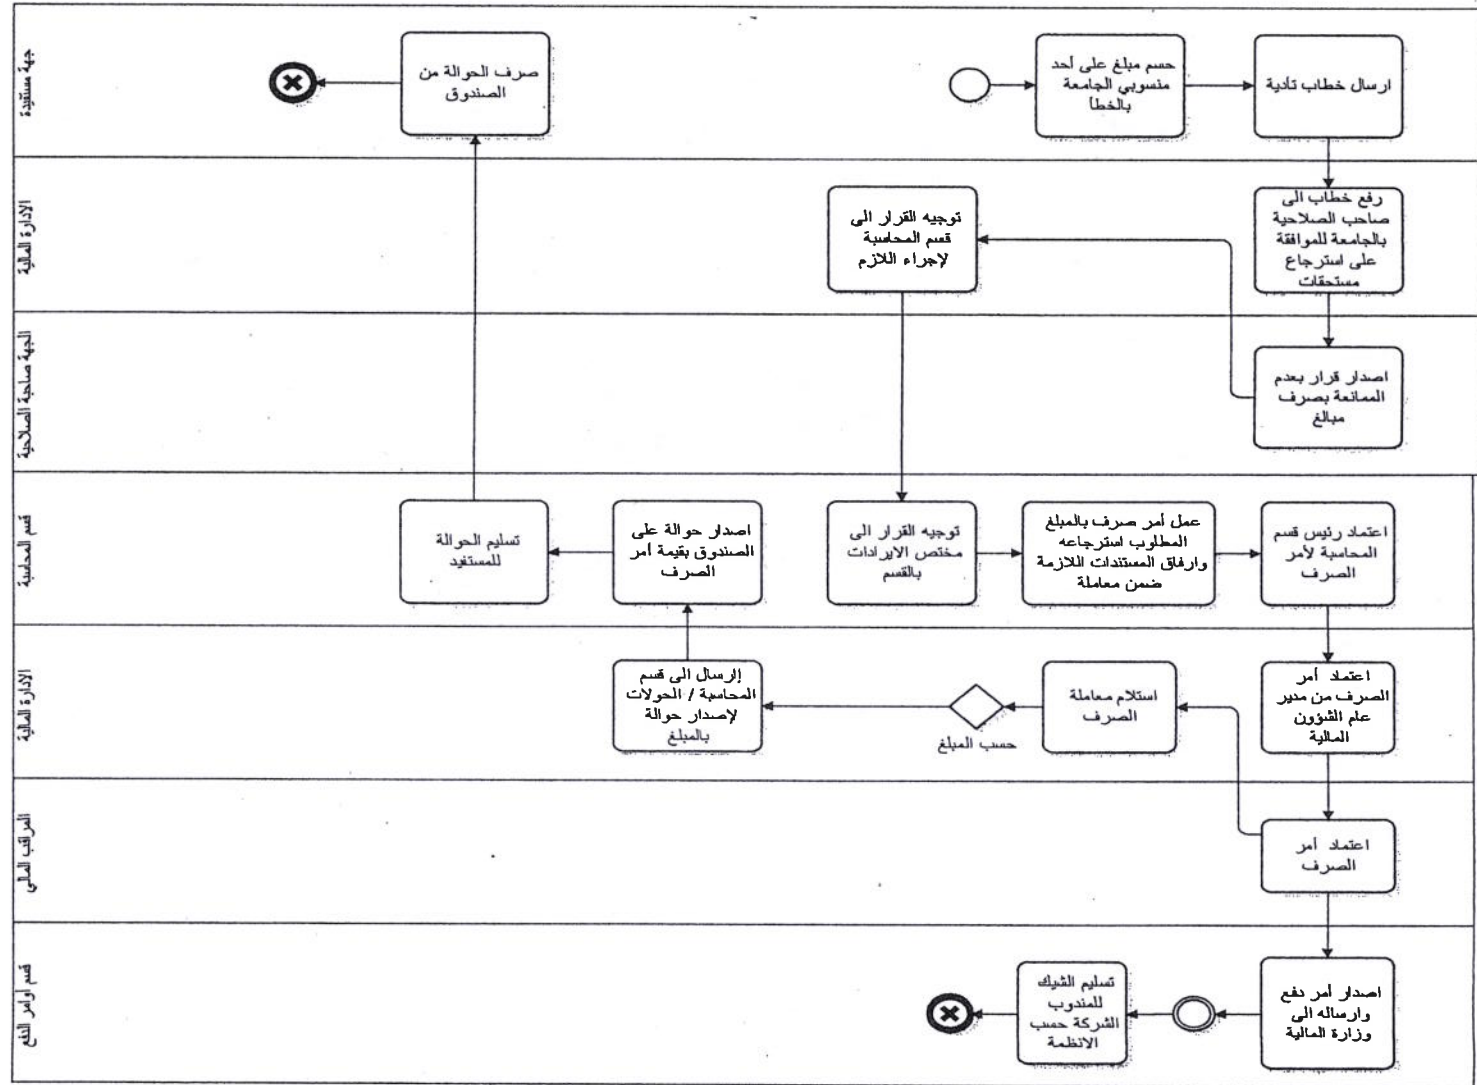 جهة مستفيدة
حسم مبلغ على أحد
منسوبي الجامعة
بالخطأ
ارسال خطاب تأدية
صرف الحوالة من
الصندوق
الادارة المالية
رفع خطاب الى
صاحب الصلاحية
بالجامعة للموافقة
على استرجاع
مستحقات
توجيه القرار الى
قسم المحاسبة
لإجراء اللازم
الجهة صاحبة الصلاحية
اصدار قرار بعدم
الممانعة بصرف
مبالغ
قسم المحاسبة
توجيه القرار الى
مختص الايرادات
بالقسم
عمل أمر صرف بالمبلغ
المطلوب استرجاعه
وارفاق المستندات اللازمة
ضمن معاملة
اعتماد رئيس قسم
المحاسبة لأمر
الصرف
اصدار حوالة على
الصندوق بقيمة أمر
الصرف
تسليم الحوالة
للمستفيد
الادارة المالية
اعتماد أمر
الصرف من مدير
عام الشؤون
المالية
استلام معاملة
الصرف
حسب المبلغ
إلرسال الى قسم
المحاسبة / الحولات
لإصدار حوالة
بالمبلغ
المراقب المالي
اعتماد أمر
الصرف
قسم أوامر الدفع
اصدار أمر دفع
وارساله الى
وزارة المالية
تسليم الشيك
للمندوب
الشركة حسب
الانظمة